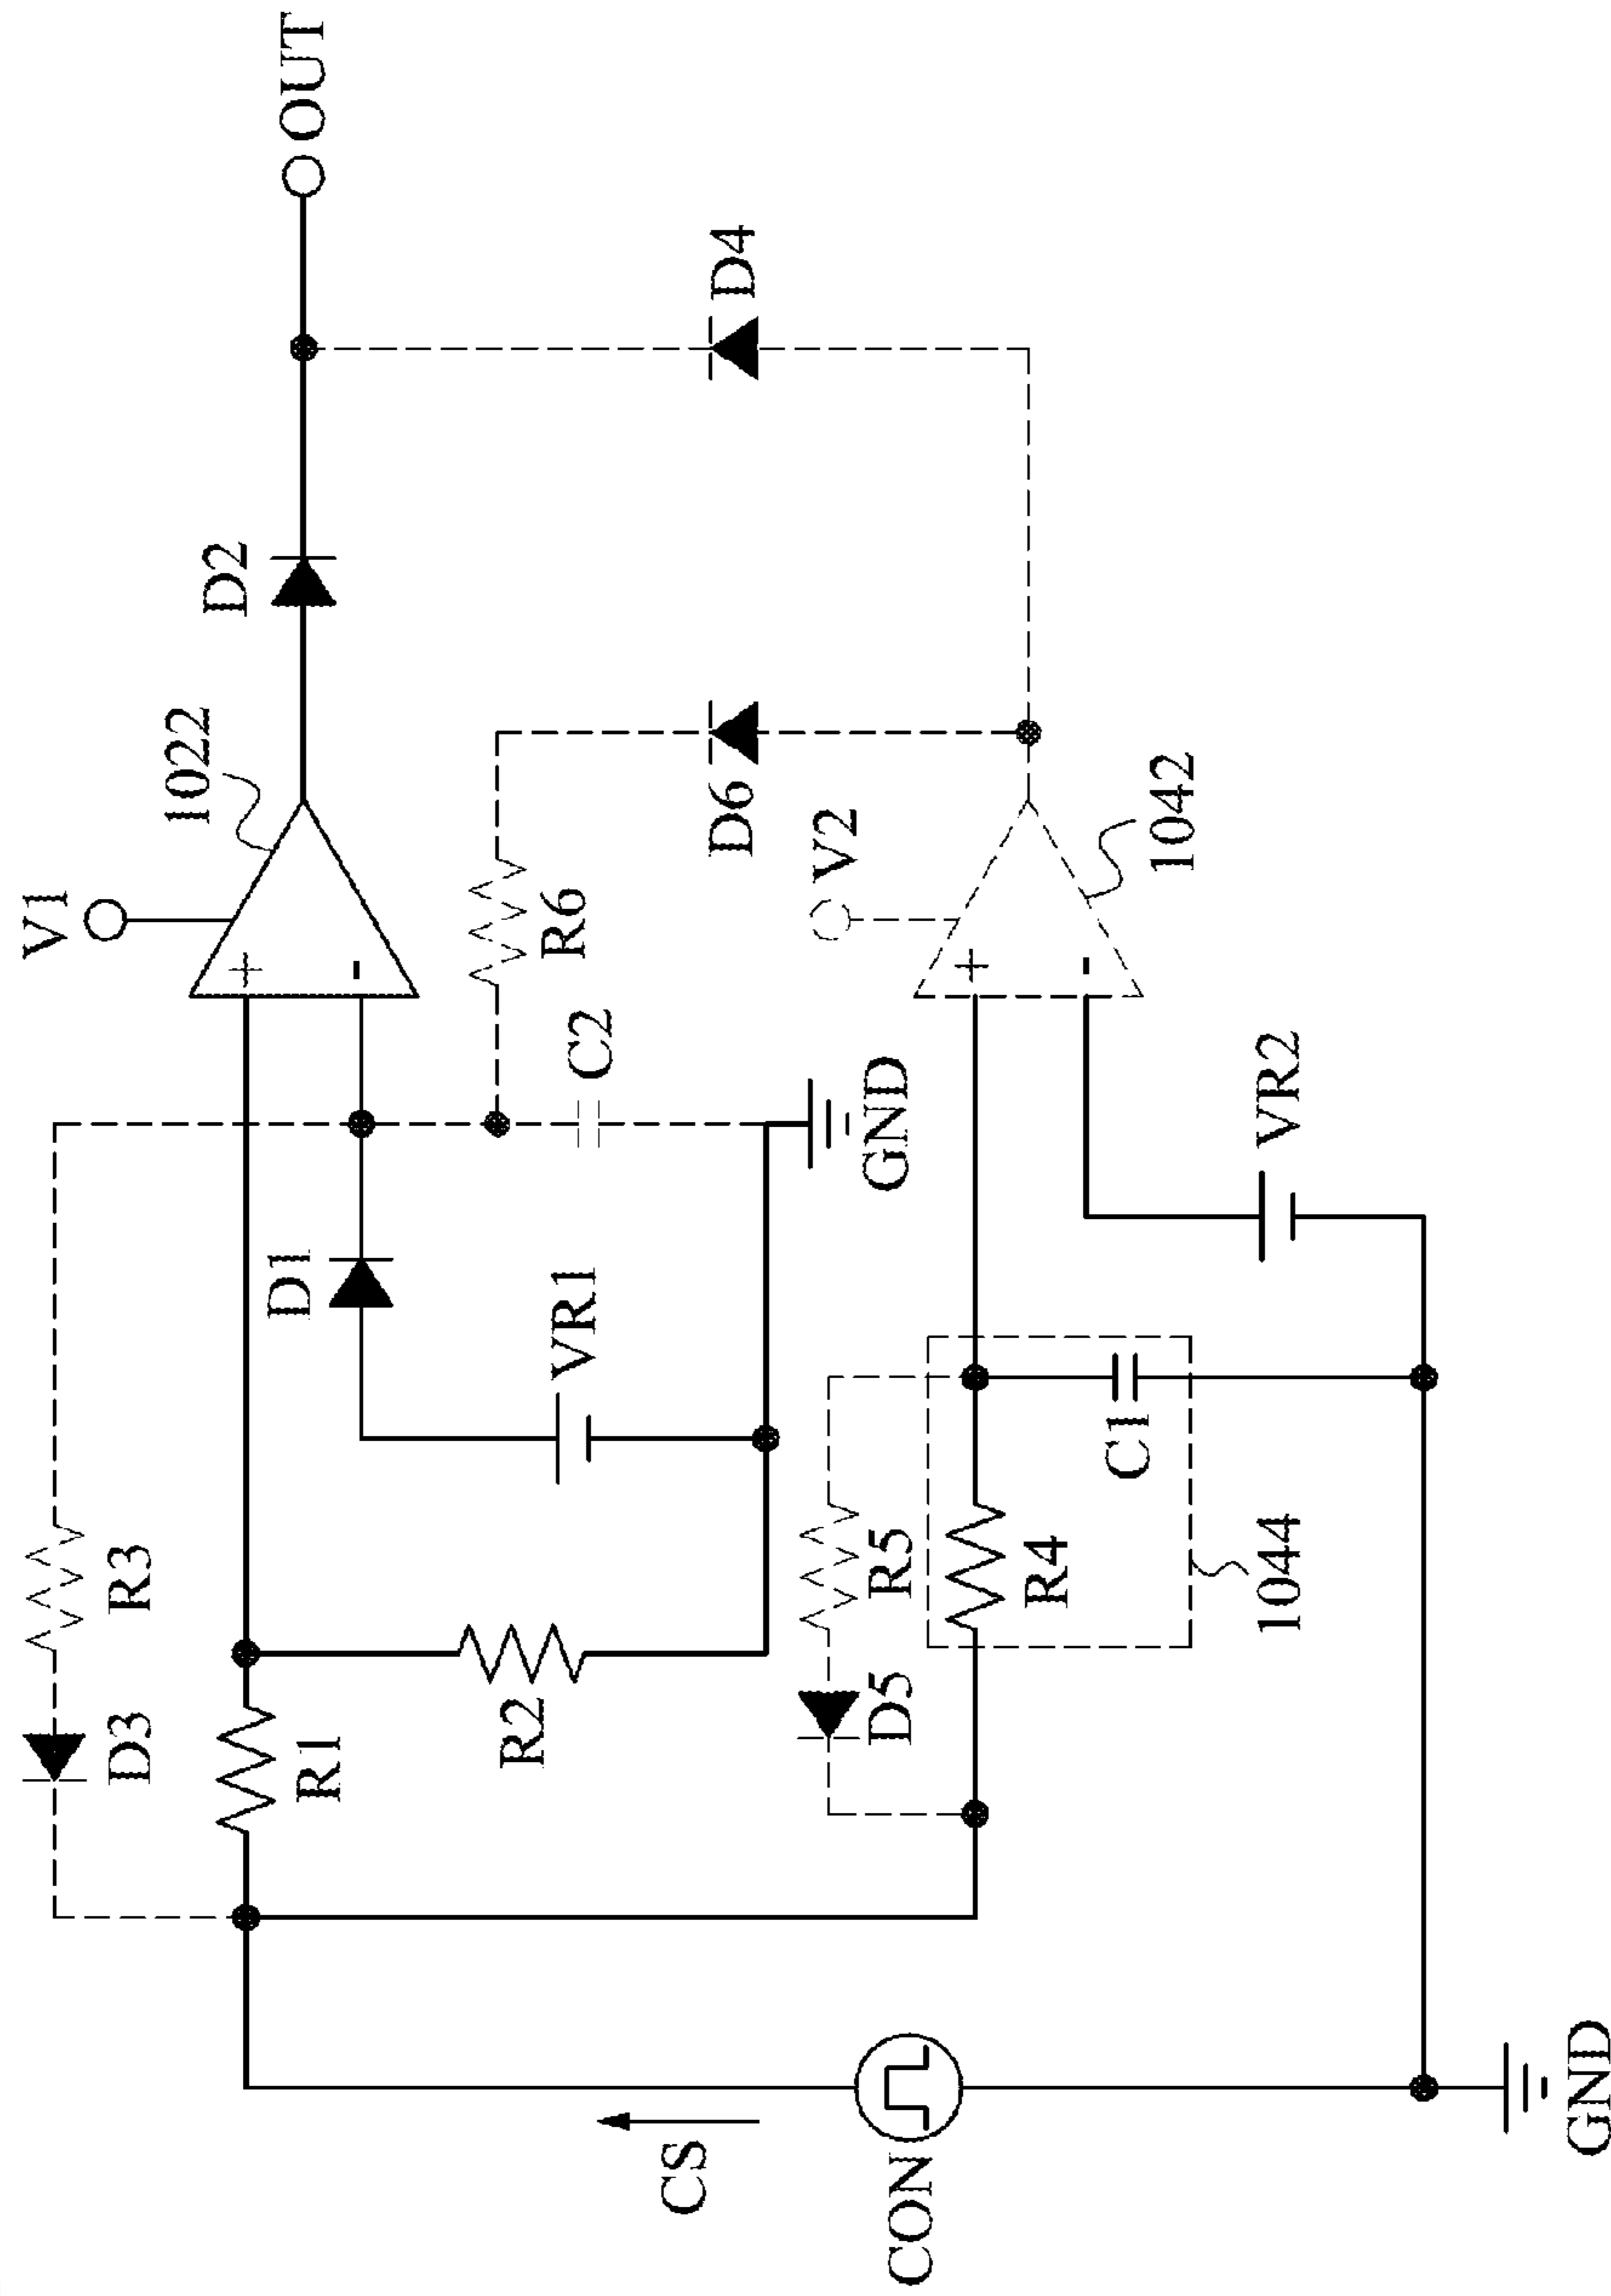 D3
R3
V1
1022
D2
OUT
R1
D1
R2
VR1
C2
R6
D6
D4
GND
V2
CS
CON
D5
R5
R4
C1
1044
1042
VR2
GND
+
-
+
-